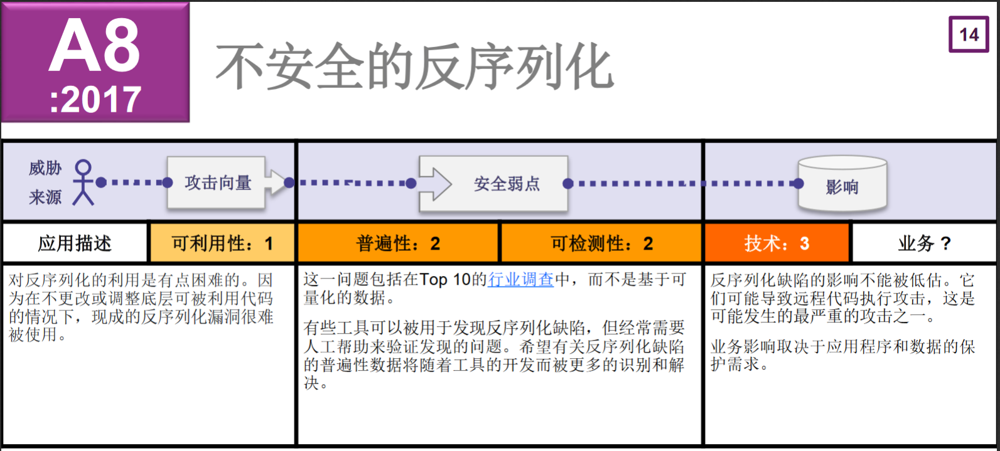 A8
:2017
不安全的反序列化
14
威胁
来源
攻击向量
安全弱点
影响
应用描述
可利用性：1
普遍性：2
可检测性：2
技术：3
业务 ?
对反序列化的利用是有点困难的。因
为在不更改或调整底层可被利用代码
的情况下，现成的反序列化漏洞很难
被使用。
这一问题包括在Top 10的行业调查中，而不是基于可
量化的数据。
有些工具可以被用于发现反序列化缺陷，但经常需要
人工帮助来验证发现的问题。希望有关反序列化缺陷
的普遍性数据将随着工具的开发而被更多的识别和解
决。
反序列化缺陷的影响不能被低估。它
们可能导致远程代码执行攻击，这是
可能发生的最严重的攻击之一。
业务影响取决于应用程序和数据的保
护需求。